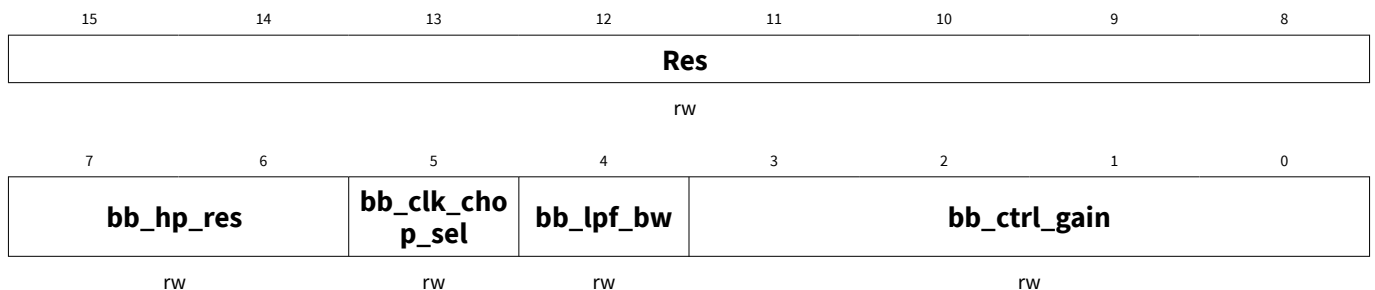 15 14 13 12 11 10 9 8
Res
rw
7 6 5 4 3 2 1 0
bb_hp_res bb_clk_cho bb_lpf_bw bb_ctrl_gain
p_sel
rw rw rw rw